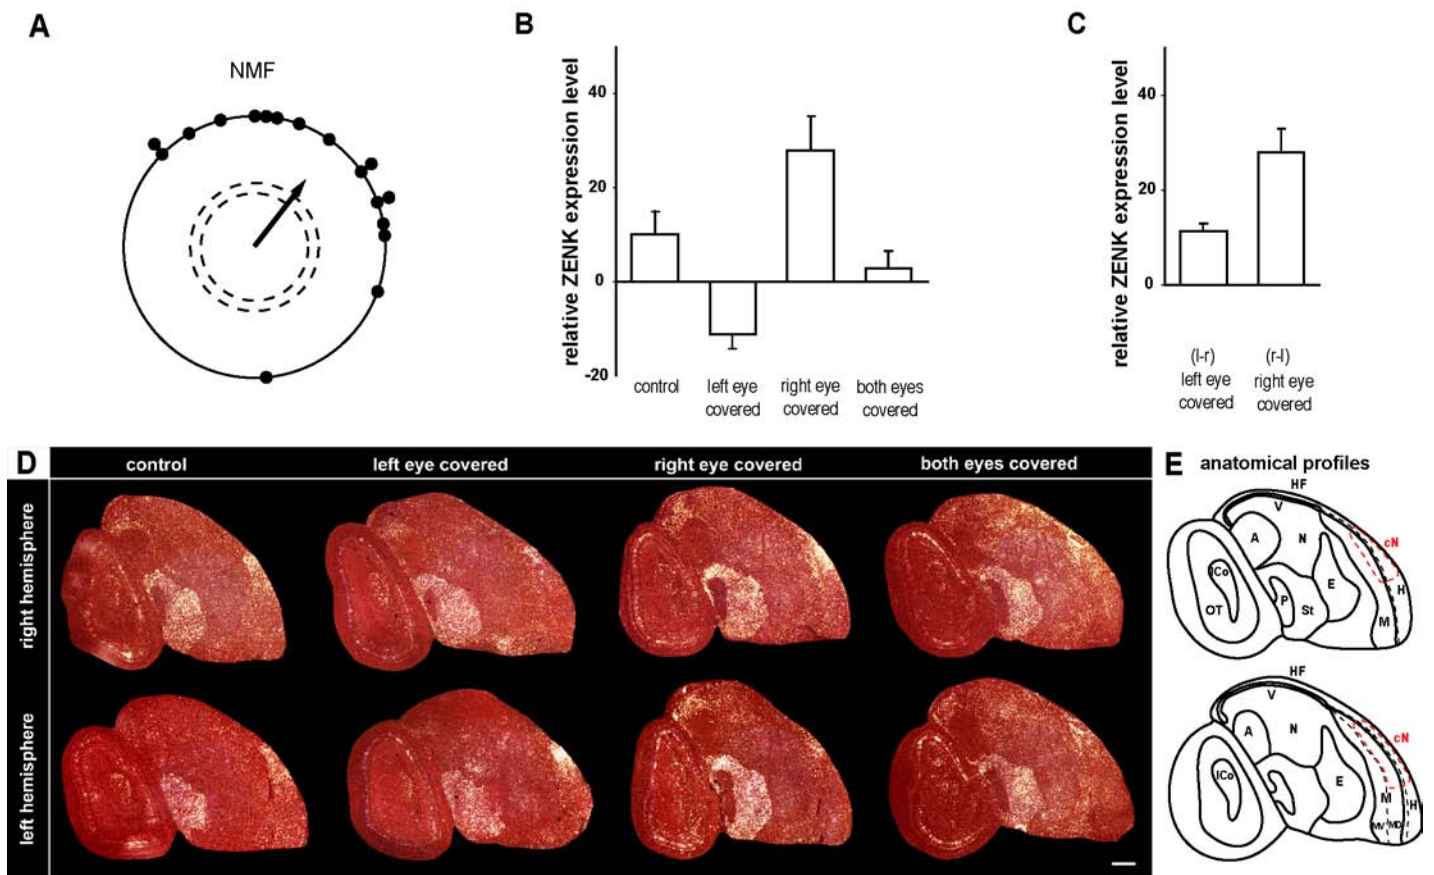 A
NMF
B
relative ZENK expression level
40
20
0
-20
control
left eye
covered
right eye
covered
both eyes
covered
C
relative ZENK expression level
40
20
0
(l-r)
left eye
covered
(r-l)
right eye
covered
D
control
left eye covered
right eye covered
both eyes covered
right hemisphere
left hemisphere
E
anatomical profiles
HF
V
A
N
cN
ICo
E
H
OT
P
St
M
HF
V
A
N
cN
ICo
E
M
H
MV
MD